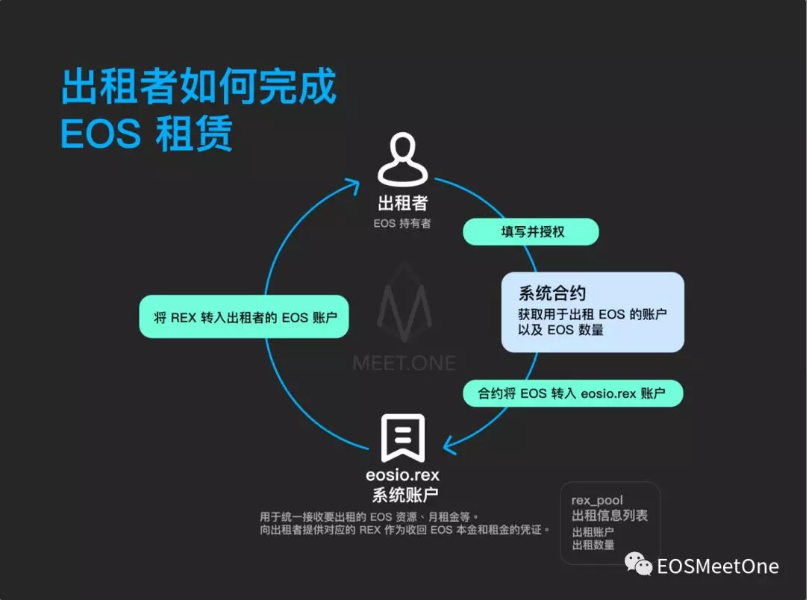 出租者如何完成
EOS 租赁
出租者
EOS 持有者
填写并授权
系统合约
获取用于出租 EOS 的账户
以及 EOS 数量
将 REX 转入出租者的 EOS 账户
MEET.ONE
合约将 EOS 转入 eosio.rex 账户
eosio.rex
系统账户
用于统一接收要出租的 EOS 资源、月租金等。
向出租者提供对应的 REX 作为收回 EOS 本金和租金的凭证。
rex_pool
出租信息列表
出租账户
出租数量
EOSMeetOne